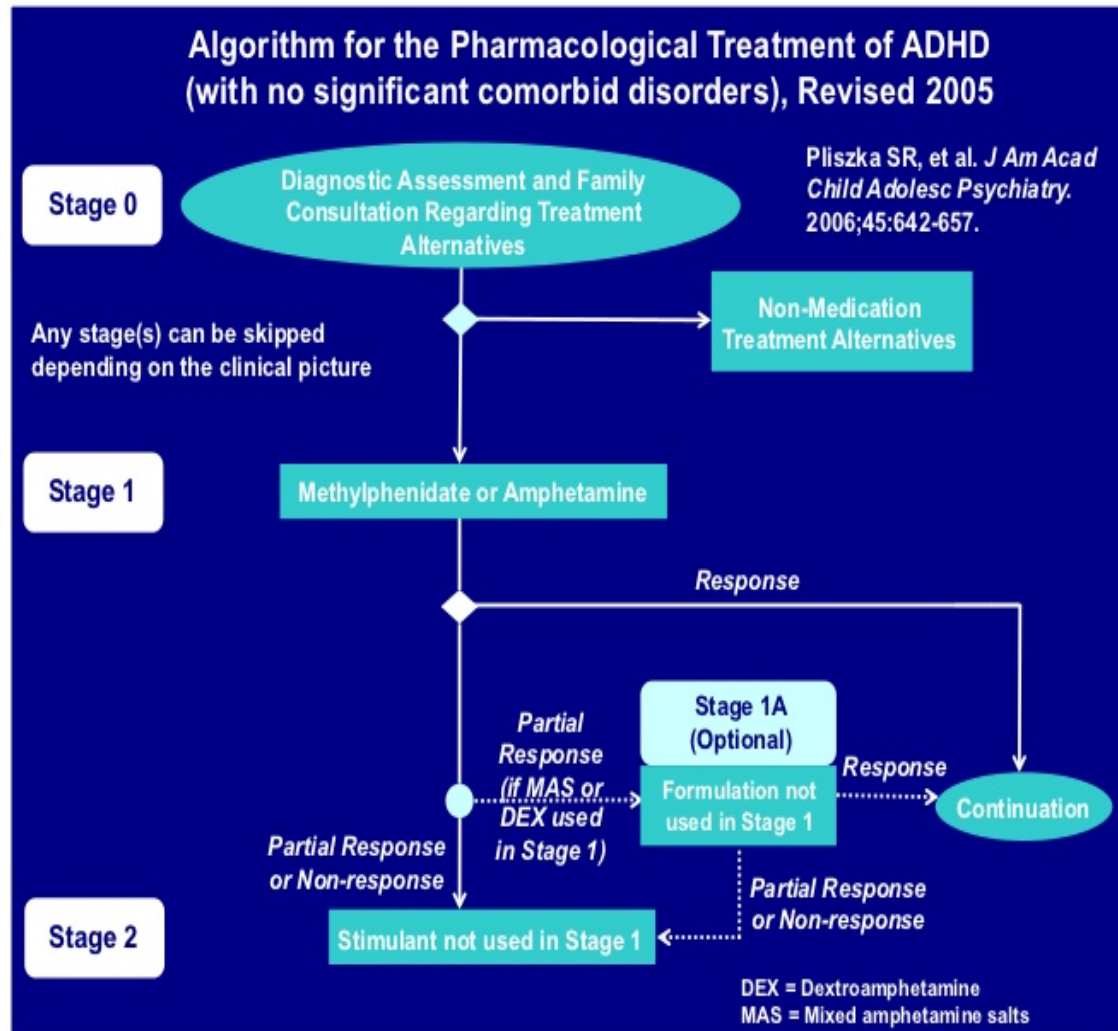 Algorithm for the Pharmacological Treatment of ADHD
(with no significant comorbid disorders), Revised 2005
Pliszka SR, et al. J Am Acad
Child Adolesc Psychiatry.
2006;45:642-657.
Stage 0
Diagnostic Assessment and Family
Consultation Regarding Treatment
Alternatives
Non-Medication
Treatment Alternatives
Any stage(s) can be skipped
depending on the clinical picture
Stage 1
Methylphenidate or Amphetamine
Response
Partial
Response
(if MAS or
DEX used
in Stage 1)
Stage 1A
(Optional)
Formulation not
used in Stage 1
Response
Continuation
Partial Response
or Non-response
Partial Response
or Non-response
Stage 2
Stimulant not used in Stage 1
DEX = Dextroamphetamine
MAS = Mixed amphetamine salts